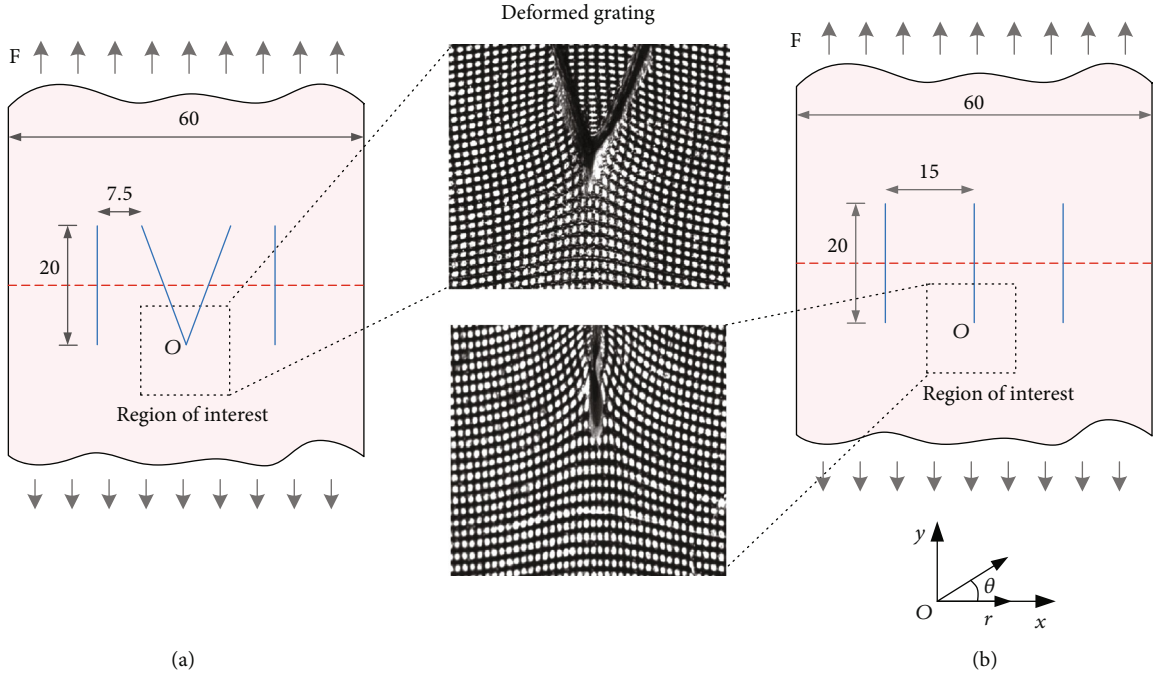 Deformed grating
F
60
7.5
20
O
Region of interest
(a)
F
60
15
20
O
Region of interest
y
θ
O
r
x
(b)